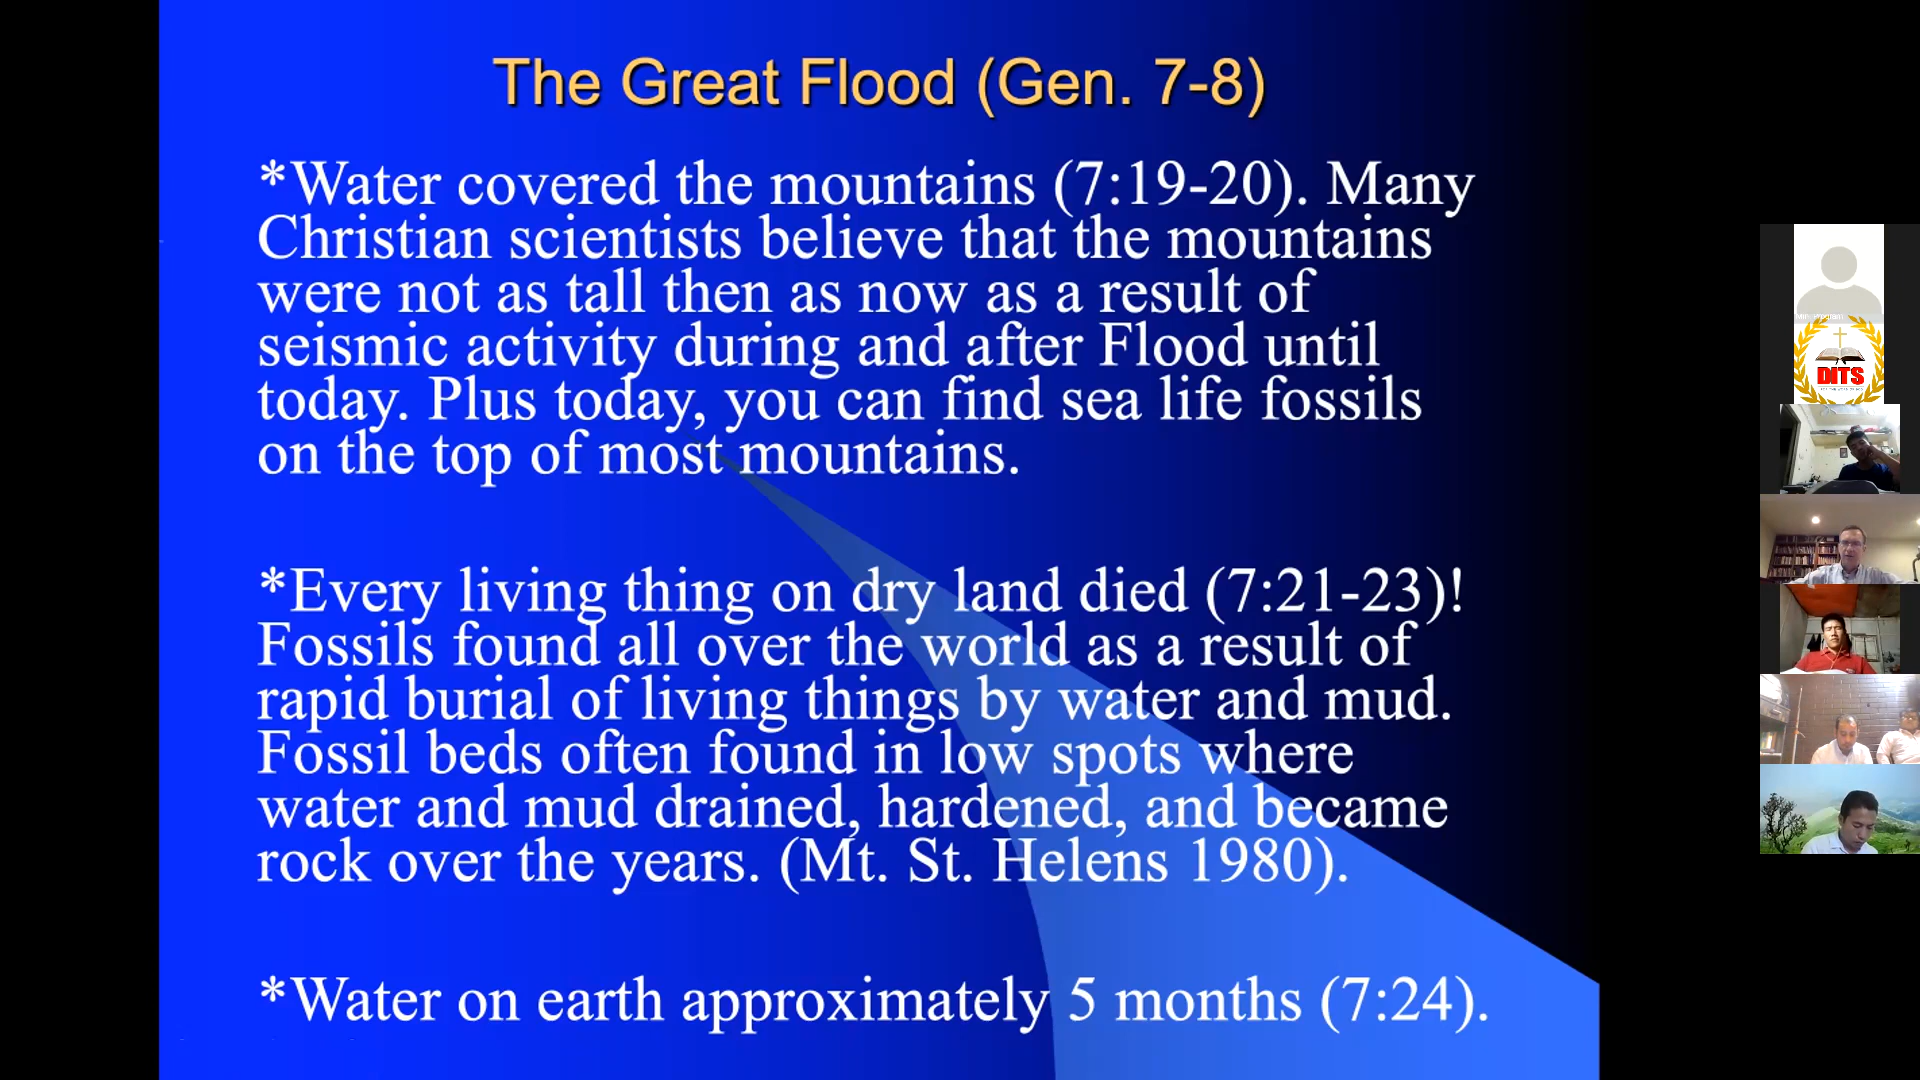 The Great Flood (Gen. 7-8)
*Water covered the mountains (7:19-20). Many
Christian scientists believe that the mountains
were not as tall then as now as a result of
seismic activity during and after Flood until
today. Plus today, you can find sea life fossils
on the top of most mountains.
*Every living thing on dry land died (7:21-23)!
Fossils found all over the world as a result of
rapid burial of living things by water and mud.
Fossil beds often found in low spots where
water and mud drained, hardened, and became
rock over the years. (Mt. St. Helens 1980).
*Water on earth approximately 5 months (7:24).
DITS